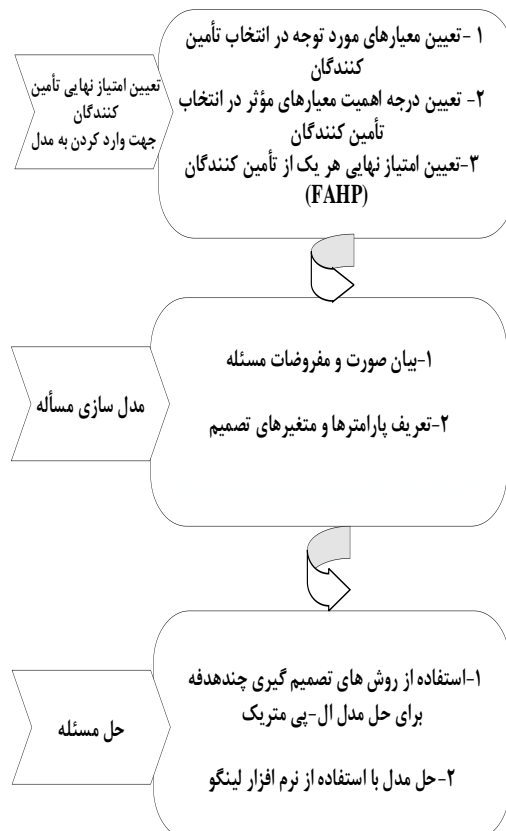 ۱ -تعیین معیارهای مورد توجه در انتخاب تأمین
کنندگان
۲- تعیین درجه اهمیت معیارهای مؤثر در انتخاب
تأمین کنندگان
۳-تعیین امتیاز نهایی هر یک از تأمین کنندگان
(FAHP)
تعیین امتیاز نهایی تأمین
کنندگان
جهت وارد کردن به مدل
۱-بیان صورت و مفروضات مسئله
۲-تعریف پارامترها و متغیرهای تصمیم
مدل سازی مسأله
۱-استفاده از روش های تصمیم گیری چندهدفه
برای حل مدل ال-پی متریک
۲-حل مدل با استفاده از نرم افزار لینگو
حل مسئله